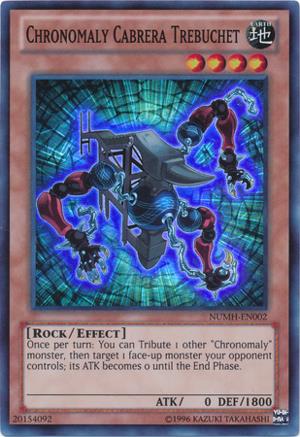 CHRONOMALY CABRERA TREBUCHET
EARTH
地
NUMH-EN002
[ROCK/EFFECT]
Once per turn: You can Tribute 1 other "Chronomaly"
monster, then target 1 face-up monster your opponent
controls; its ATK becomes 0 until the End Phase.
ATK/ 0 DEF/1800
20154092
©1996 KAZUKI TAKAHASHI